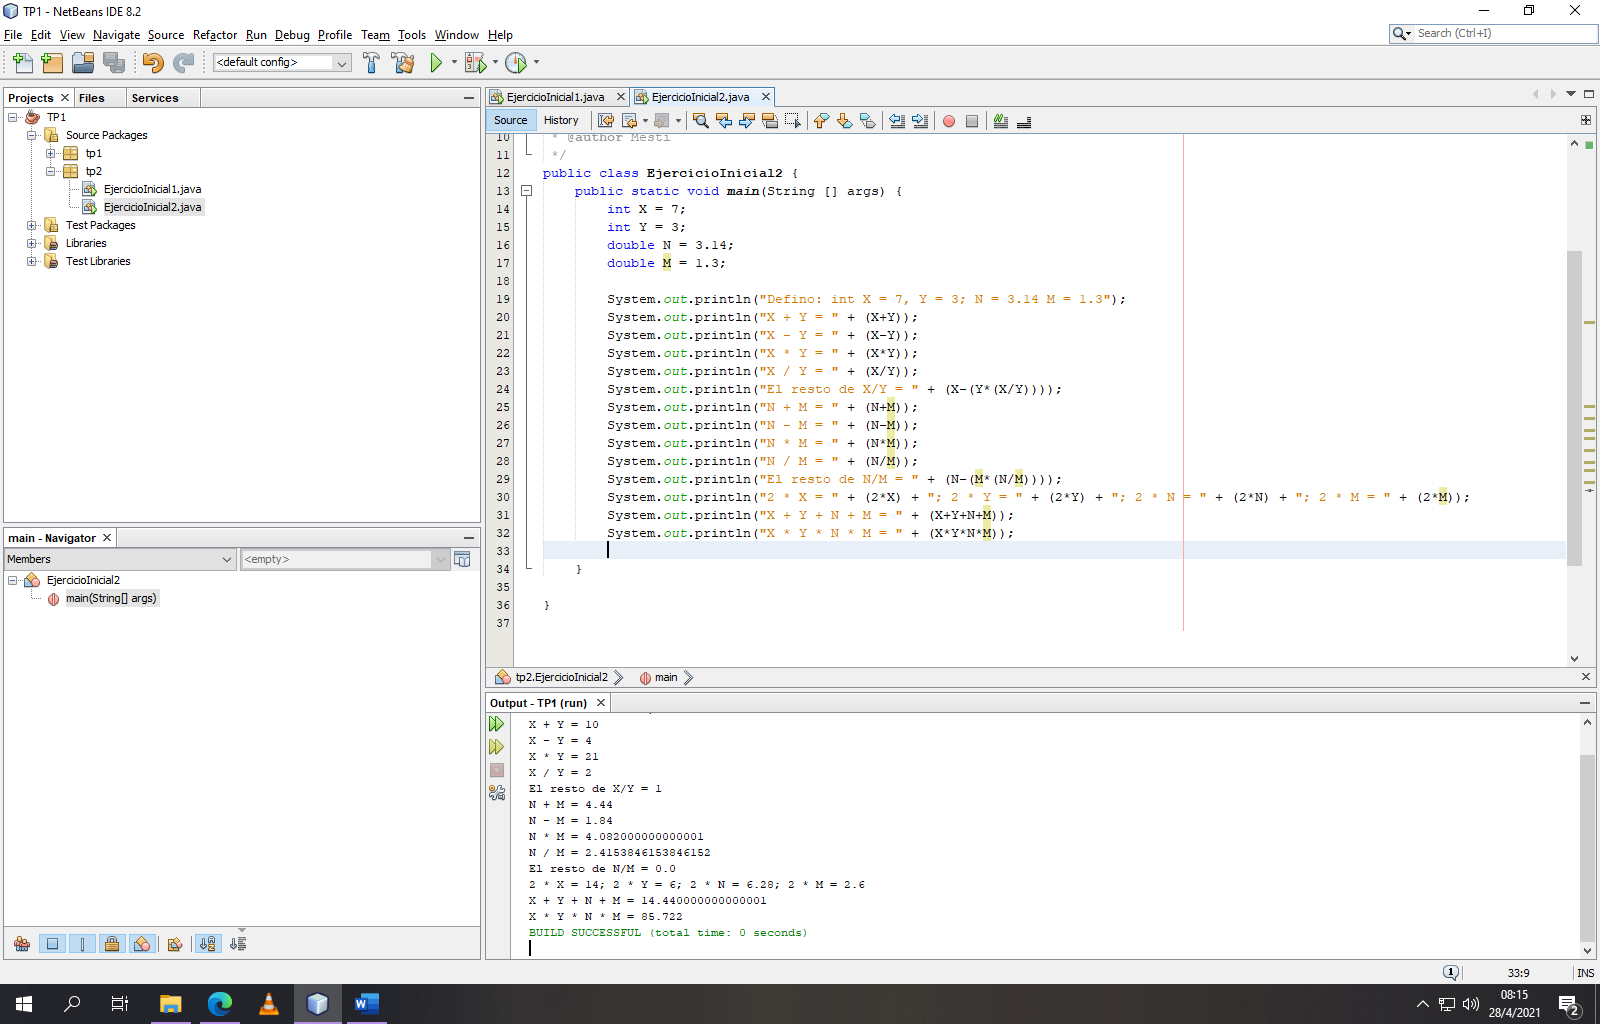 TP1 - NetBeans IDE 8.2
File Edit View Navigate Source Refactor Run Debug Profile Team Tools Window Help
Search (Ctrl+I)
<default config>
Projects Files Services
TP1
Source Packages
tp1
tp2
EjercicioInicial1.java
EjercicioInicial2.java
Test Packages
Libraries
Test Libraries
main - Navigator
Members <empty>
EjercicioInicial2
main(String[] args)
EjercicioInicial1.java EjercicioInicial2.java
Source History
10 * @author Mesti
11 */
12 public class EjercicioInicial2 {
13 public static void main(String [] args) {
14 int X = 7;
15 int Y = 3;
16 double N = 3.14;
17 double M = 1.3;
18
19 System.out.println("Defino: int X = 7, Y = 3; N = 3.14 M = 1.3");
20 System.out.println("X + Y = " + (X+Y));
21 System.out.println("X - Y = " + (X-Y));
22 System.out.println("X * Y = " + (X*Y));
23 System.out.println("X / Y = " + (X/Y));
24 System.out.println("El resto de X/Y = " + (X-(Y*(X/Y))));
25 System.out.println("N + M = " + (N+M));
26 System.out.println("N - M = " + (N-M));
27 System.out.println("N * M = " + (N*M));
28 System.out.println("N / M = " + (N/M));
29 System.out.println("El resto de N/M = " + (N-(M*(N/M))));
30 System.out.println("2 * X = " + (2*X) + "; 2 * Y = " + (2*Y) + "; 2 * N = " + (2*N) + "; 2 * M = " + (2*M));
31 System.out.println("X + Y + N + M = " + (X+Y+N+M));
32 System.out.println("X * Y * N * M = " + (X*Y*N*M));
33
34 }
35
36 }
37
tp2.EjercicioInicial2 main
Output - TP1 (run)
X + Y = 10
X - Y = 4
X * Y = 21
X / Y = 2
El resto de X/Y = 1
N + M = 4.44
N - M = 1.84
N * M = 4.082000000000001
N / M = 2.4153846153846152
El resto de N/M = 0.0
2 * X = 14; 2 * Y = 6; 2 * N = 6.28; 2 * M = 2.6
X + Y + N + M = 14.440000000000001
X * Y * N * M = 85.722
BUILD SUCCESSFUL (total time: 0 seconds)
1 33:9 INS
08:15
28/4/2021
2